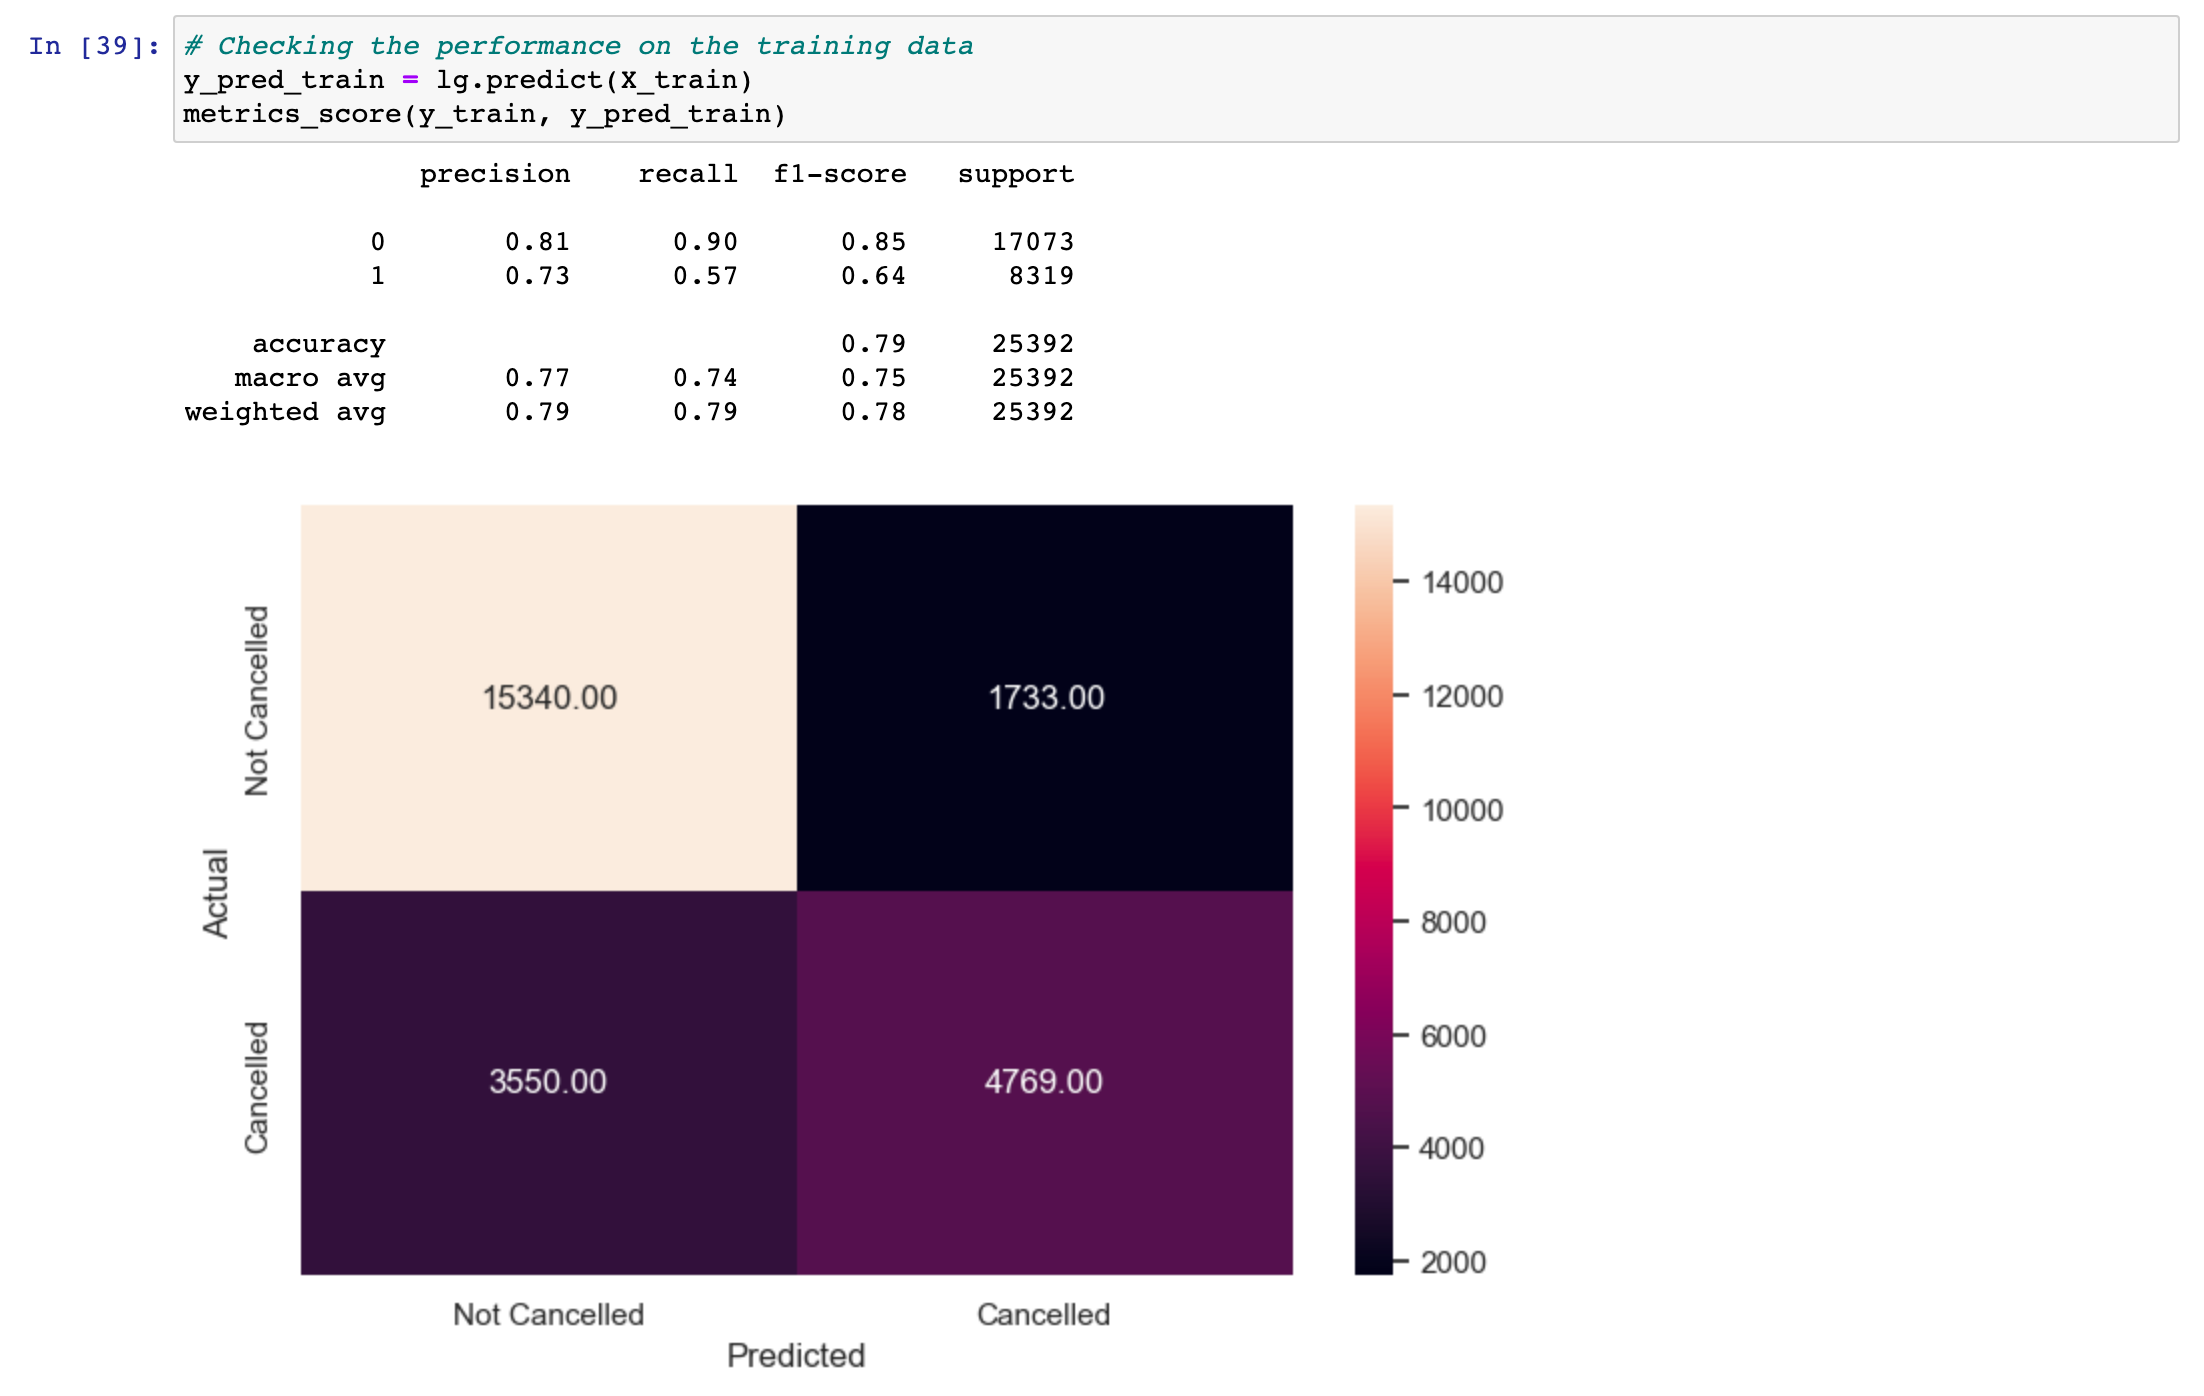 In [39]: # Checking the performance on the training data
y_pred_train = lg.predict(X_train)
metrics_score(y_train, y_pred_train)
precision recall f1-score support
0 0.81 0.90 0.85 17073
1 0.73 0.57 0.64 8319
accuracy 0.79 25392
macro avg 0.77 0.74 0.75 25392
weighted avg 0.79 0.79 0.78 25392
14000
Not Cancelled
15340.00 1733.00
12000
10000
Actual
8000
6000
Cancelled
3550.00 4769.00
4000
2000
Not Cancelled Cancelled
Predicted